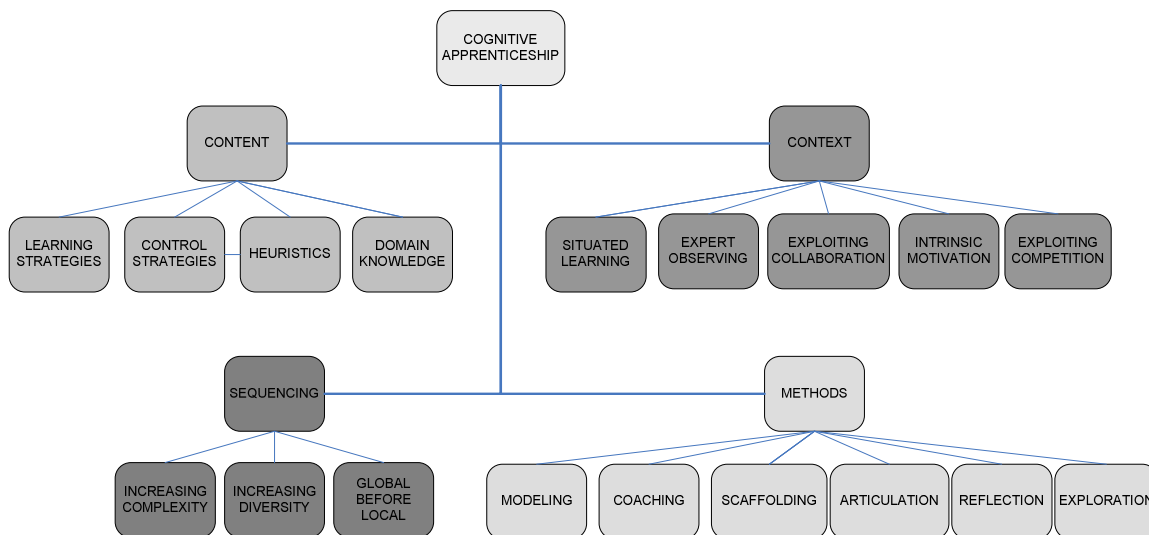 COGNITIVE
APPRENTICESHIP
CONTENT
CONTEXT
LEARNING
STRATEGIES
CONTROL
STRATEGIES
HEURISTICS
DOMAIN
KNOWLEDGE
SITUATED
LEARNING
EXPERT
OBSERVING
EXPLOITING
COLLABORATION
INTRINSIC
MOTIVATION
EXPLOITING
COMPETITION
SEQUENCING
METHODS
INCREASING
COMPLEXITY
INCREASING
DIVERSITY
GLOBAL
BEFORE
LOCAL
MODELING
COACHING
SCAFFOLDING
ARTICULATION
REFLECTION
EXPLORATION